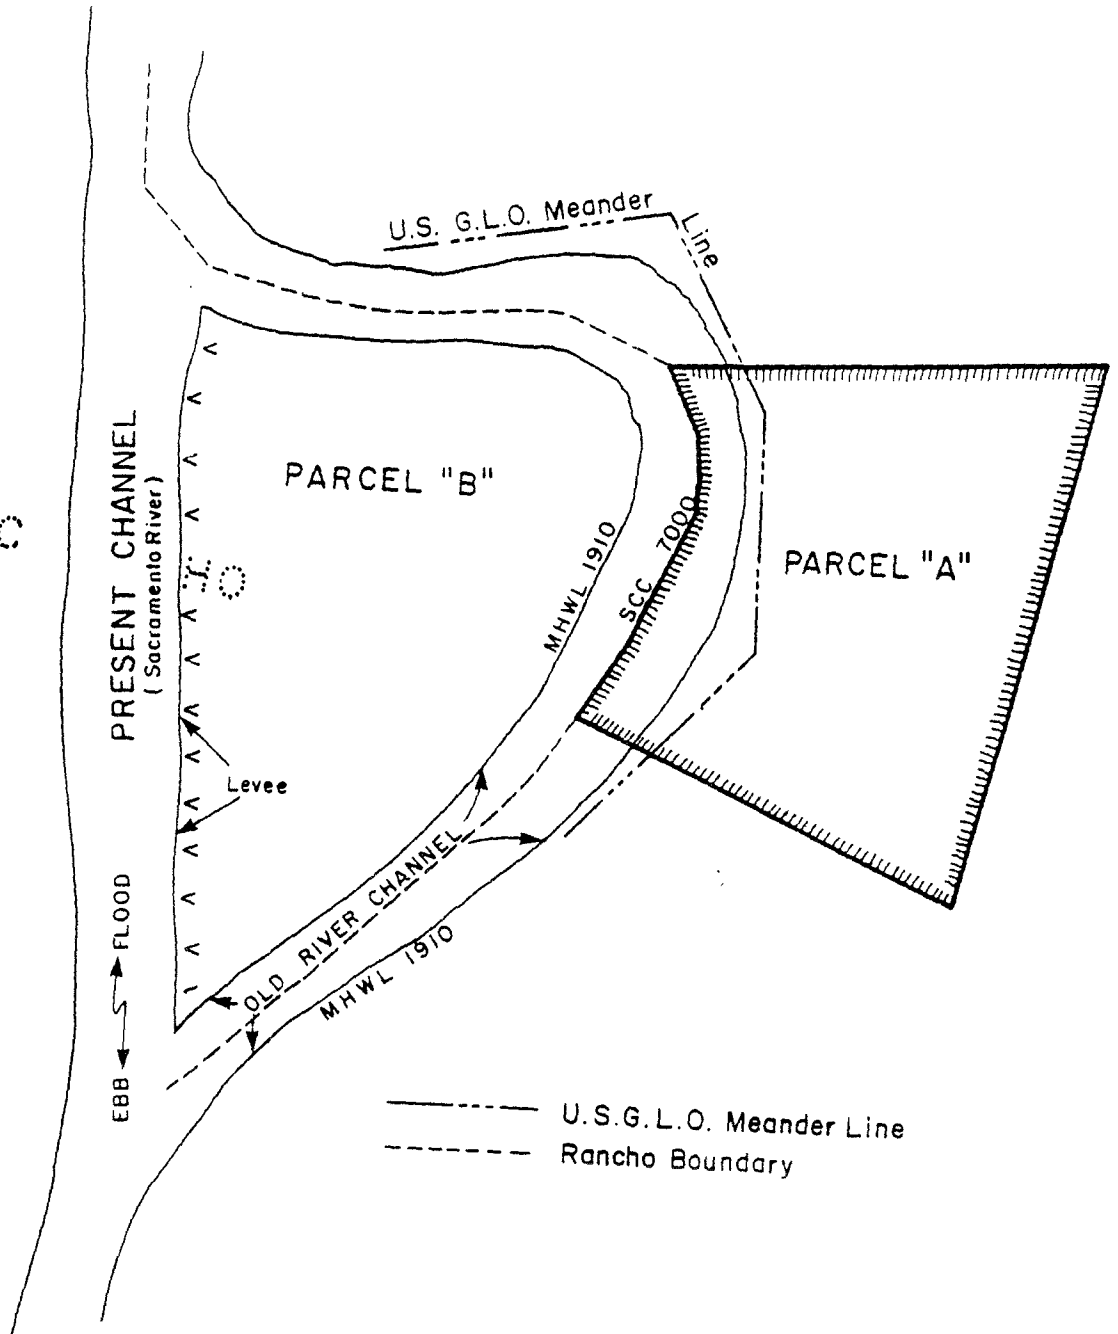 U.S. G.L.O. Meander Line
PRESENT CHANNEL
(Sacramento River)
PARCEL "B"
MHWL 1910
SCC 7000
PARCEL "A"
Levee
OLD RIVER CHANNEL
MHWL 1910
FLOOD
EBB
U.S.G.L.O. Meander Line
Rancho Boundary